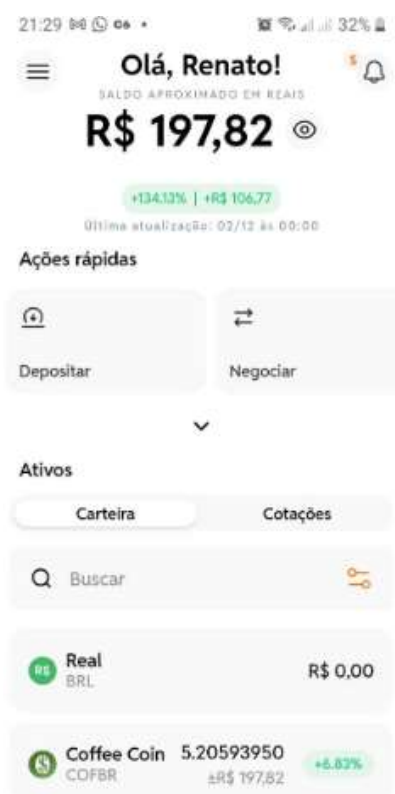 21:29 C6 • 32%
Olá, Renato!
5
SALDO APROXIMADO EM REAIS
R$ 197,82
+134.13% | +R$ 106,77
Última atualização: 02/12 às 00:00
Ações rápidas
Depositar
Negociar
Ativos
Carteira Cotações
Buscar
R$ Real R$ 0,00
BRL
Coffee Coin 5.20593950 +6.83%
COFBR ±R$ 197,82